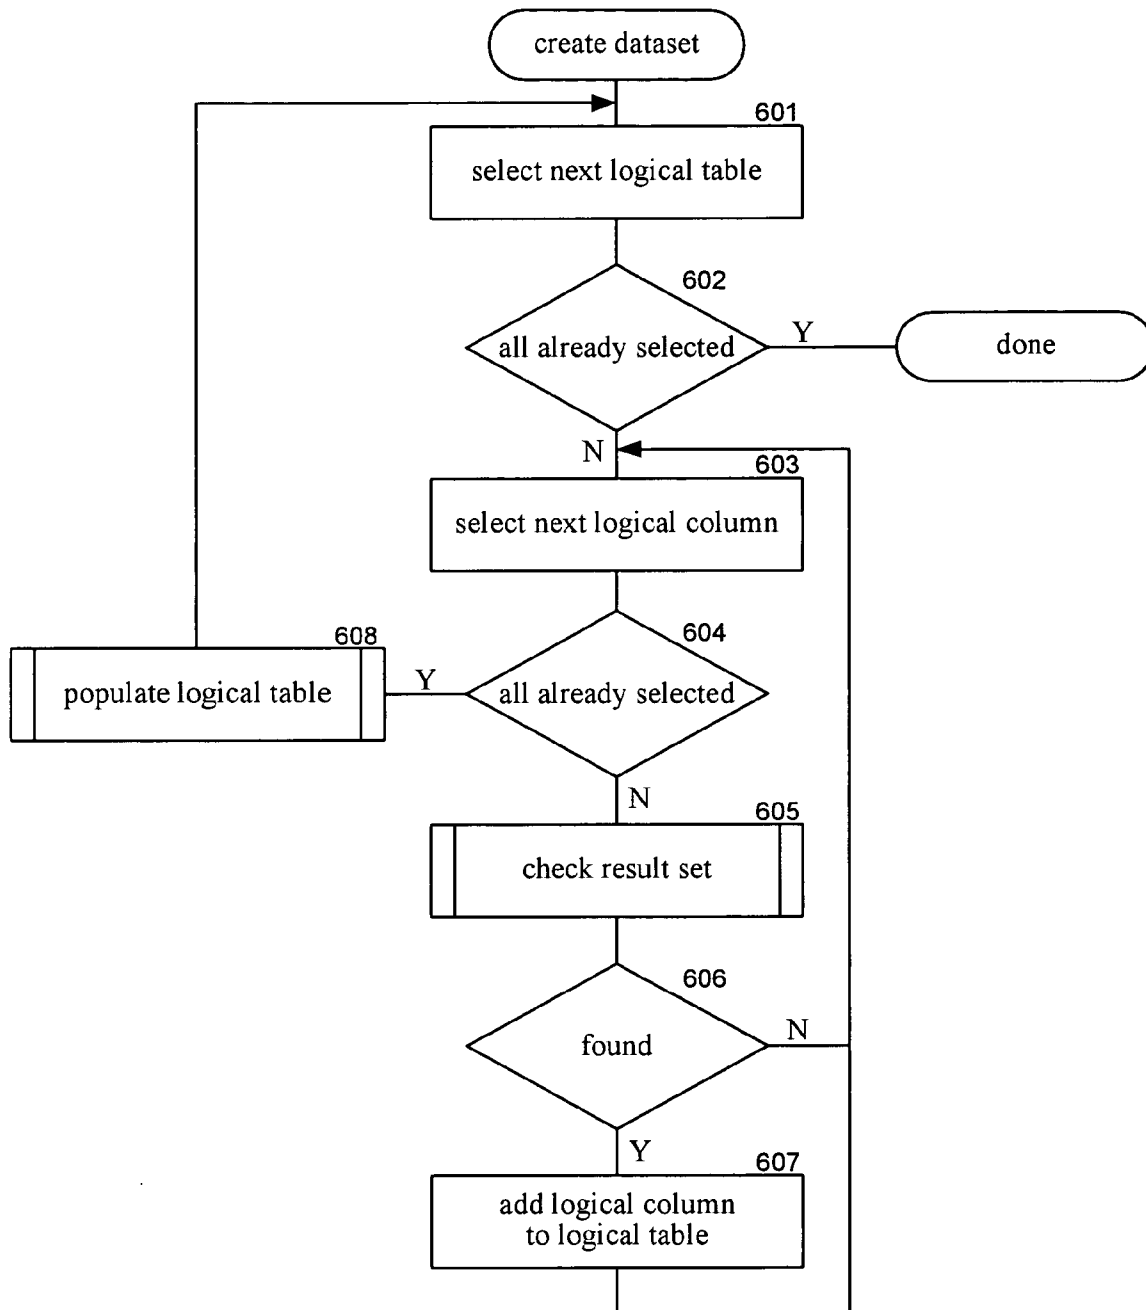 create dataset
601
select next logical table
602
all already selected
Y
done
N
603
select next logical column
604
all already selected
Y
608
populate logical table
N
605
check result set
606
found
N
Y
607
add logical column
to logical table